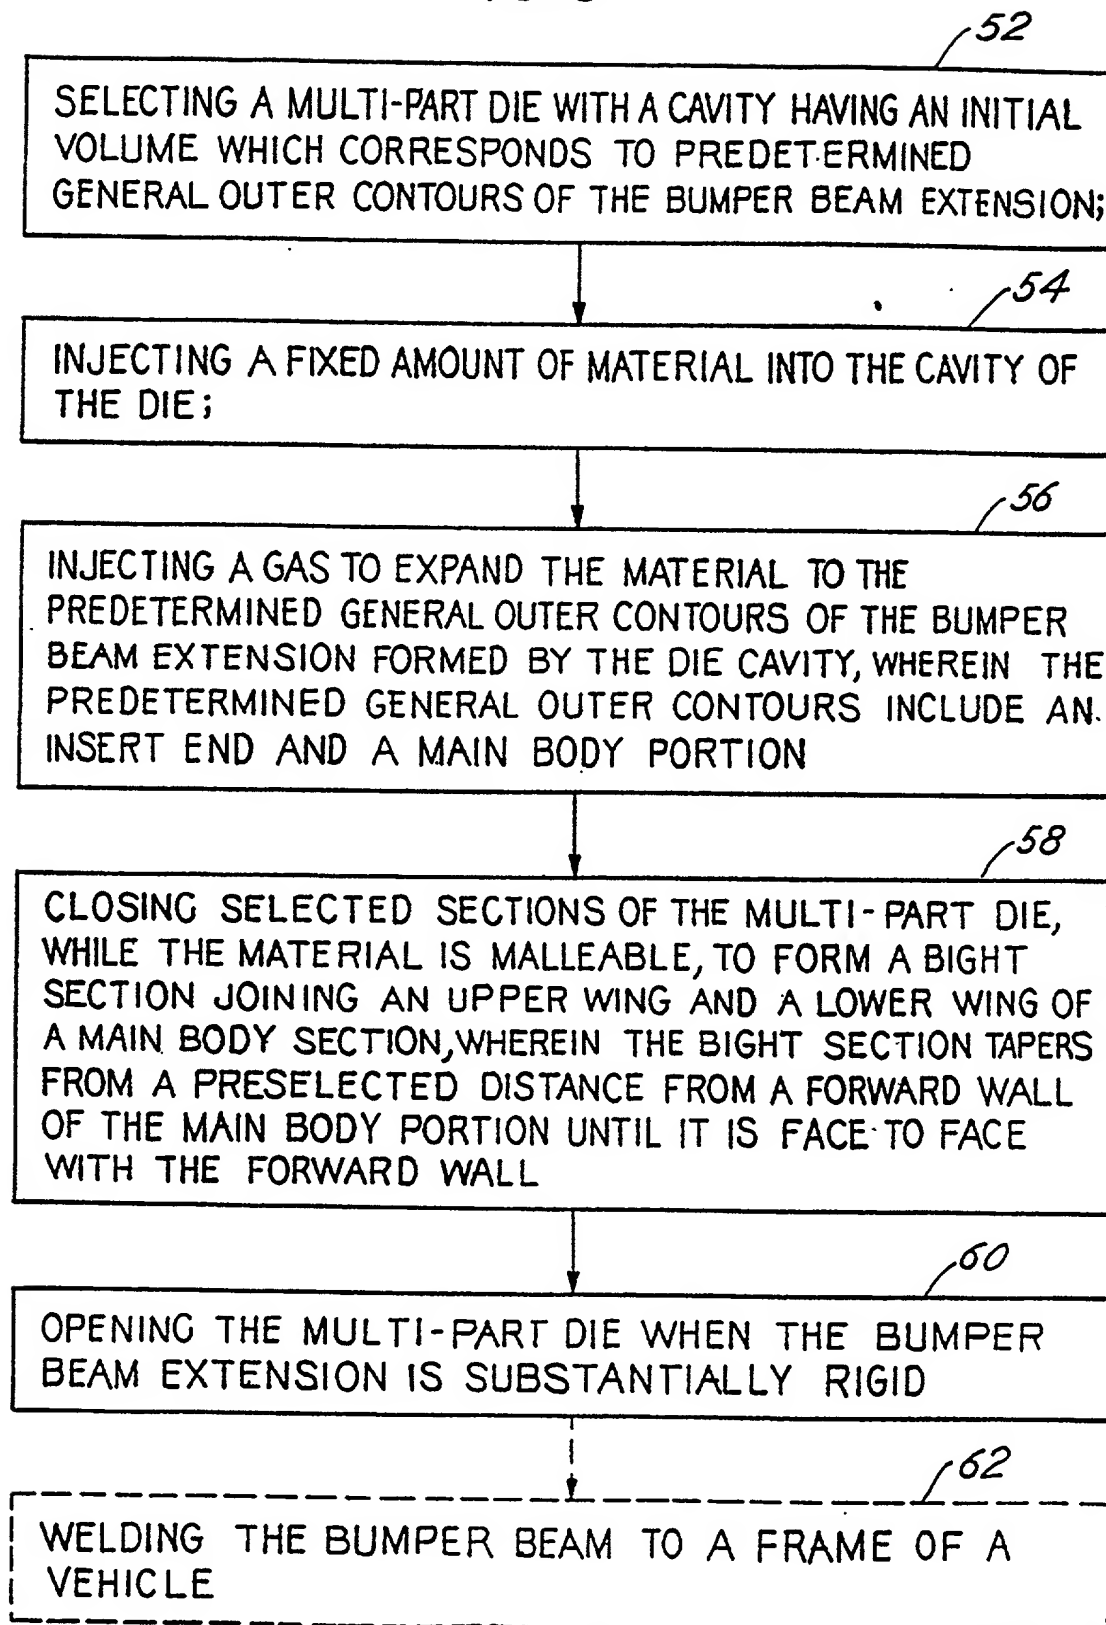 52
SELECTING A MULTI-PART DIE WITH A CAVITY HAVING AN INITIAL
VOLUME WHICH CORRESPONDS TO PREDETERMINED
GENERAL OUTER CONTOURS OF THE BUMPER BEAM EXTENSION;
54
INJECTING A FIXED AMOUNT OF MATERIAL INTO THE CAVITY OF
THE DIE;
56
INJECTING A GAS TO EXPAND THE MATERIAL TO THE
PREDETERMINED GENERAL OUTER CONTOURS OF THE BUMPER
BEAM EXTENSION FORMED BY THE DIE CAVITY, WHEREIN THE
PREDETERMINED GENERAL OUTER CONTOURS INCLUDE AN
INSERT END AND A MAIN BODY PORTION
58
CLOSING SELECTED SECTIONS OF THE MULTI-PART DIE,
WHILE THE MATERIAL IS MALLEABLE, TO FORM A BIGHT
SECTION JOINING AN UPPER WING AND A LOWER WING OF
A MAIN BODY SECTION, WHEREIN THE BIGHT SECTION TAPERS
FROM A PRESELECTED DISTANCE FROM A FORWARD WALL
OF THE MAIN BODY PORTION UNTIL IT IS FACE TO FACE
WITH THE FORWARD WALL
60
OPENING THE MULTI-PART DIE WHEN THE BUMPER
BEAM EXTENSION IS SUBSTANTIALLY RIGID
62
WELDING THE BUMPER BEAM TO A FRAME OF A
VEHICLE